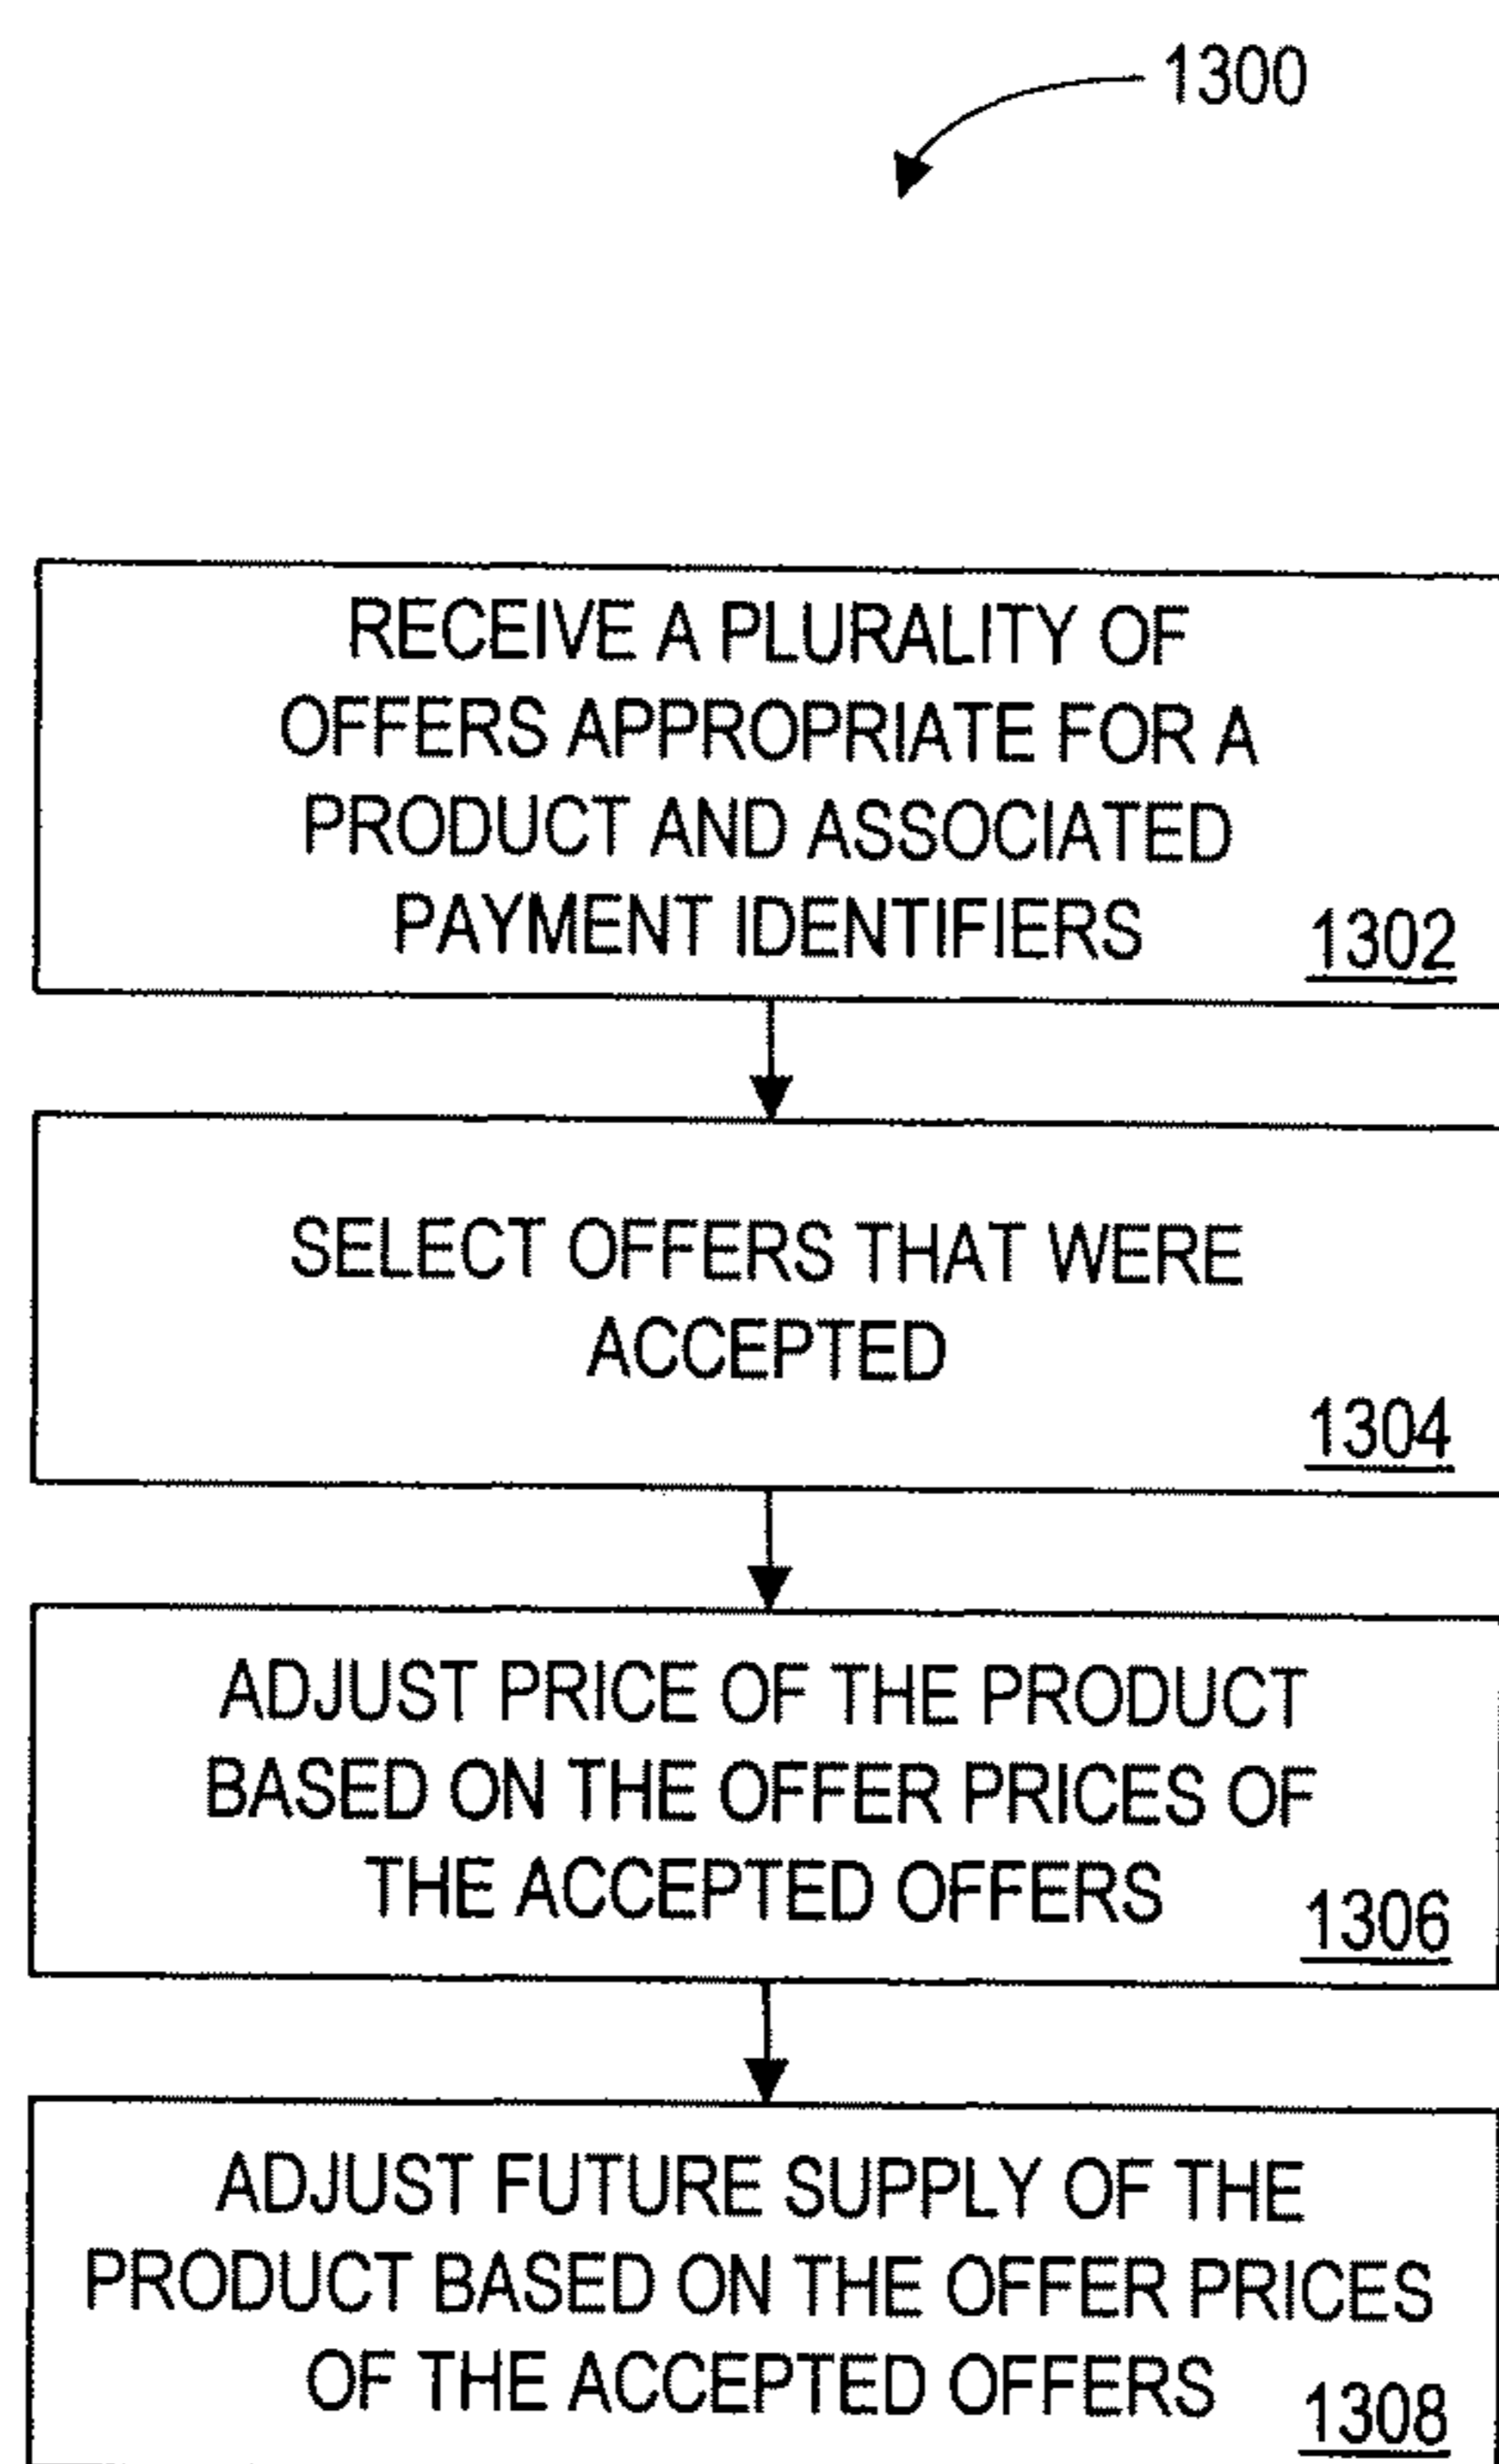 1300
RECEIVE A PLURALITY OF
OFFERS APPROPRIATE FOR A
PRODUCT AND ASSOCIATED
PAYMENT IDENTIFIERS
1302
SELECT OFFERS THAT WERE
ACCEPTED
1304
ADJUST PRICE OF THE PRODUCT
BASED ON THE OFFER PRICES OF
THE ACCEPTED OFFERS
1306
ADJUST FUTURE SUPPLY OF THE
PRODUCT BASED ON THE OFFER PRICES
OF THE ACCEPTED OFFERS
1308